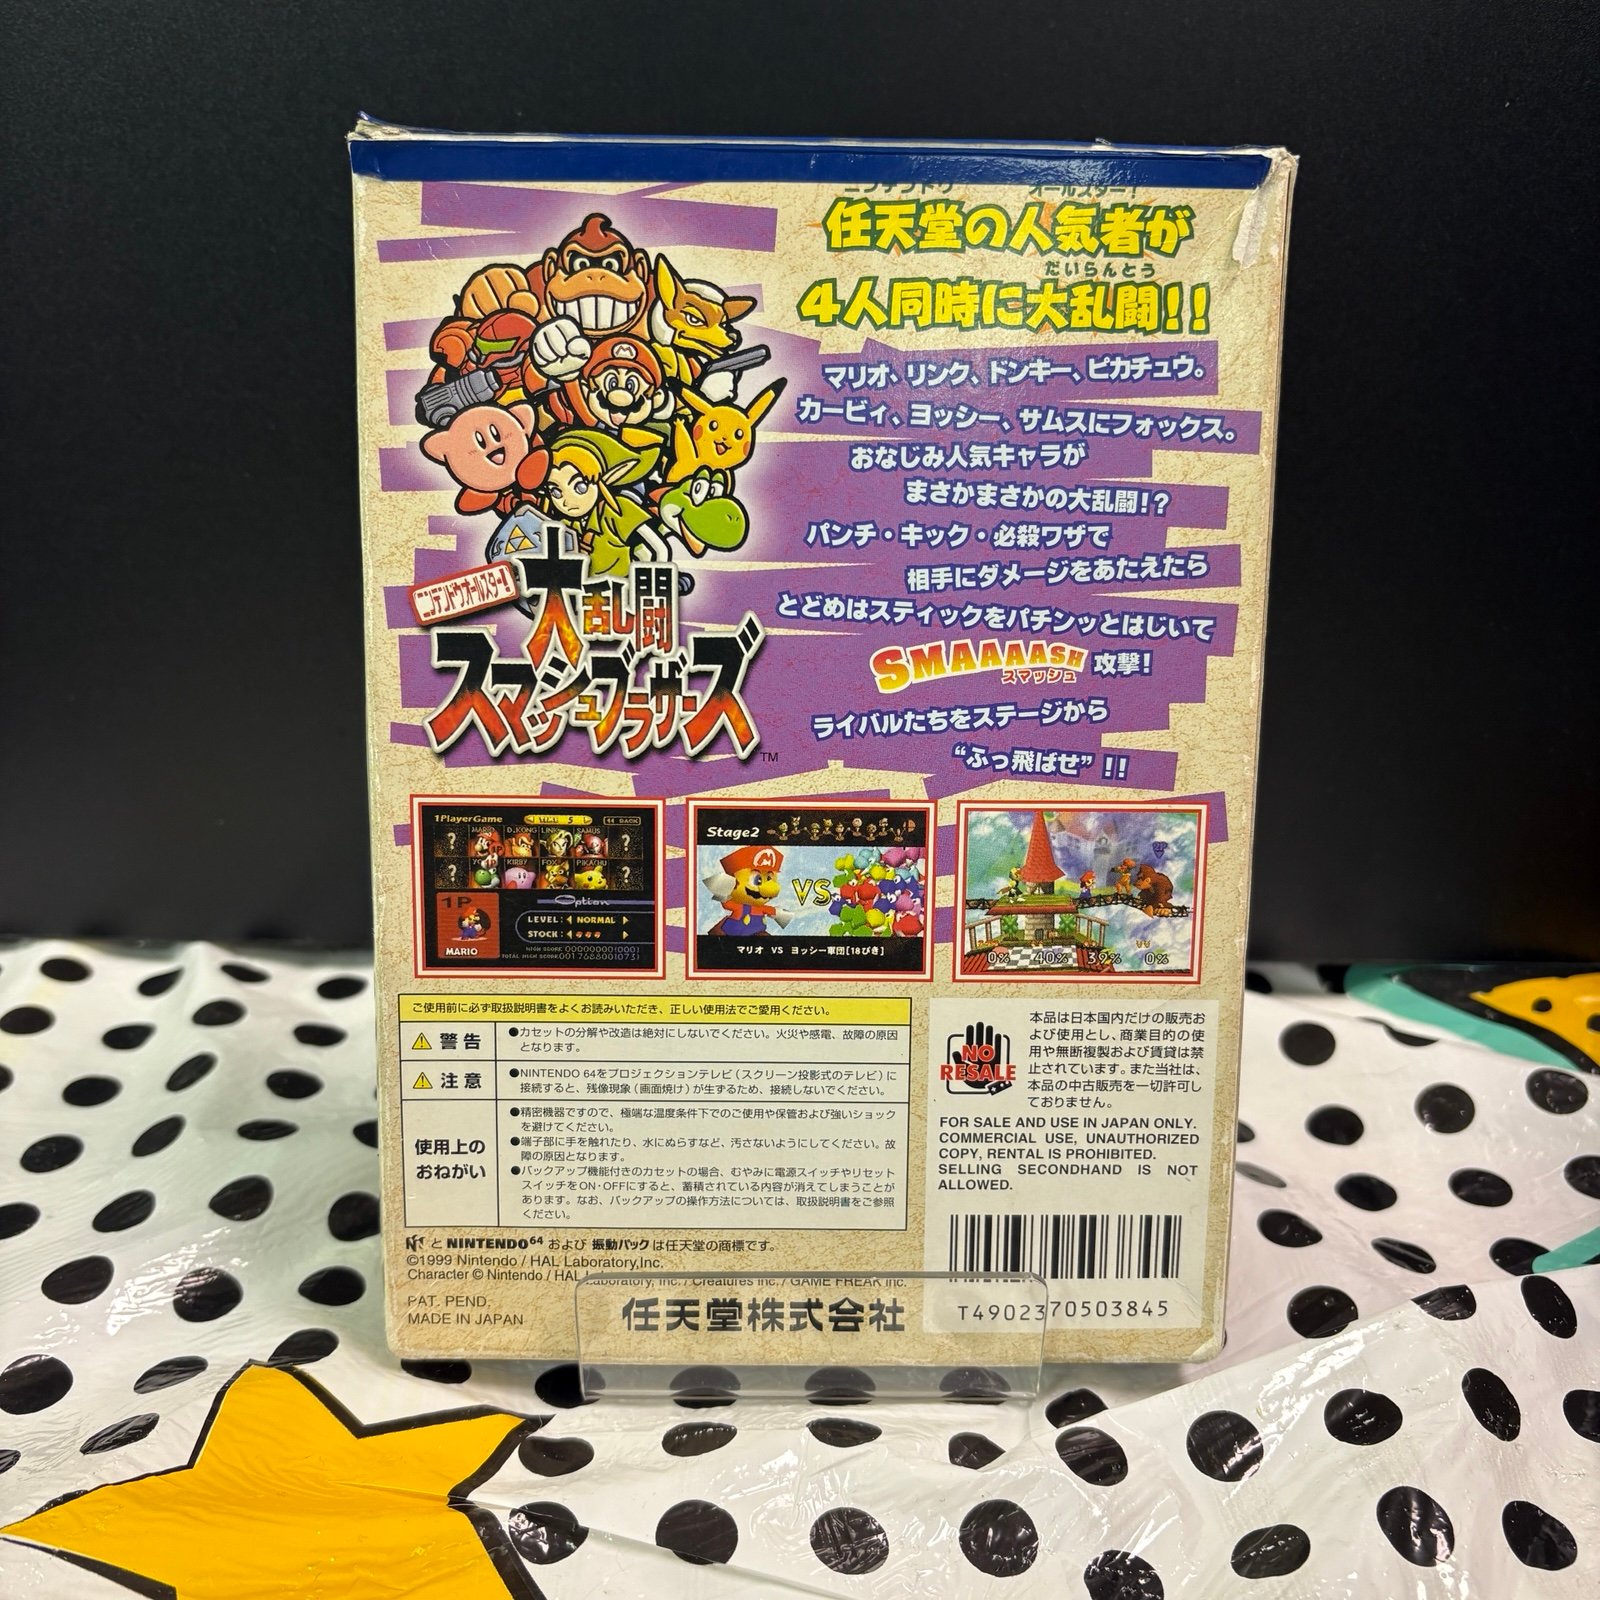 ニンテンドウ オールスター!
任天堂の人気者が
だいらんとう
4人同時に大乱闘!!
マリオ、リンク、ドンキー、ピカチュウ。
カービィ、ヨッシー、サムスにフォックス。
おなじみ人気キャラが
まさかまさかの大乱闘!?
パンチ・キック・必殺ワザで
相手にダメージをあたえたら
とどめはスティックをパチンッとはじいて
SMAAAASH 攻撃!
スマッシュ
ライバルたちをステージから
“ふっ飛ばせ”!!
ニンテンドウオールスター!
大乱闘
スマッシュブラザーズ
TM
1PlayerGame TIME 5 BACK
MARIO D.KONG LINK SAMUS
YOSHI KIRBY FOX PIKACHU
? ?
? ?
1P
MARIO
Option
LEVEL: NORMAL
STOCK:
HIGH SCORE
TOTAL HIGH SCORE
Stage2
VS
マリオ VS ヨッシー軍団[18ぴき]
2P
0% 40% 39% 0%
ご使用前に必ず取扱説明書をよくお読みいただき、正しい使用法でご愛用ください。
警告
●カセットの分解や改造は絶対にしないでください。火災や感電、故障の原因
となります。
注意
●NINTENDO 64をプロジェクションテレビ(スクリーン投影式のテレビ)に
接続すると、残像現象(画面焼け)が生ずるため、接続しないでください。
使用上の
おねがい
●精密機器ですので、極端な温度条件下でのご使用や保管および強いショック
を避けてください。
●端子部に手を触れたり、水にぬらすなど、汚さないようにしてください。故
障の原因となります。
●バックアップ機能付きのカセットの場合、むやみに電源スイッチやリセット
スイッチをON・OFFにすると、蓄積されている内容が消えてしまうことが
あります。なお、バックアップの操作方法については、取扱説明書をご参照
ください。
NO
RESALE
本品は日本国内だけの販売お
よび使用とし、商業目的の使
用や無断複製および賃貸は禁
止されています。また当社は、
本品の中古販売を一切許可し
ておりません。
FOR SALE AND USE IN JAPAN ONLY.
COMMERCIAL USE, UNAUTHORIZED
COPY, RENTAL IS PROHIBITED.
SELLING SECONDHAND IS NOT
ALLOWED.
と NINTENDO64 および 振動パック は任天堂の商標です。
©1999 Nintendo / HAL Laboratory,Inc.
Character © Nintendo / HAL Laboratory, Inc. / Creatures inc. / GAME FREAK inc.
PAT. PEND.
MADE IN JAPAN
任天堂株式会社
T4902370503845